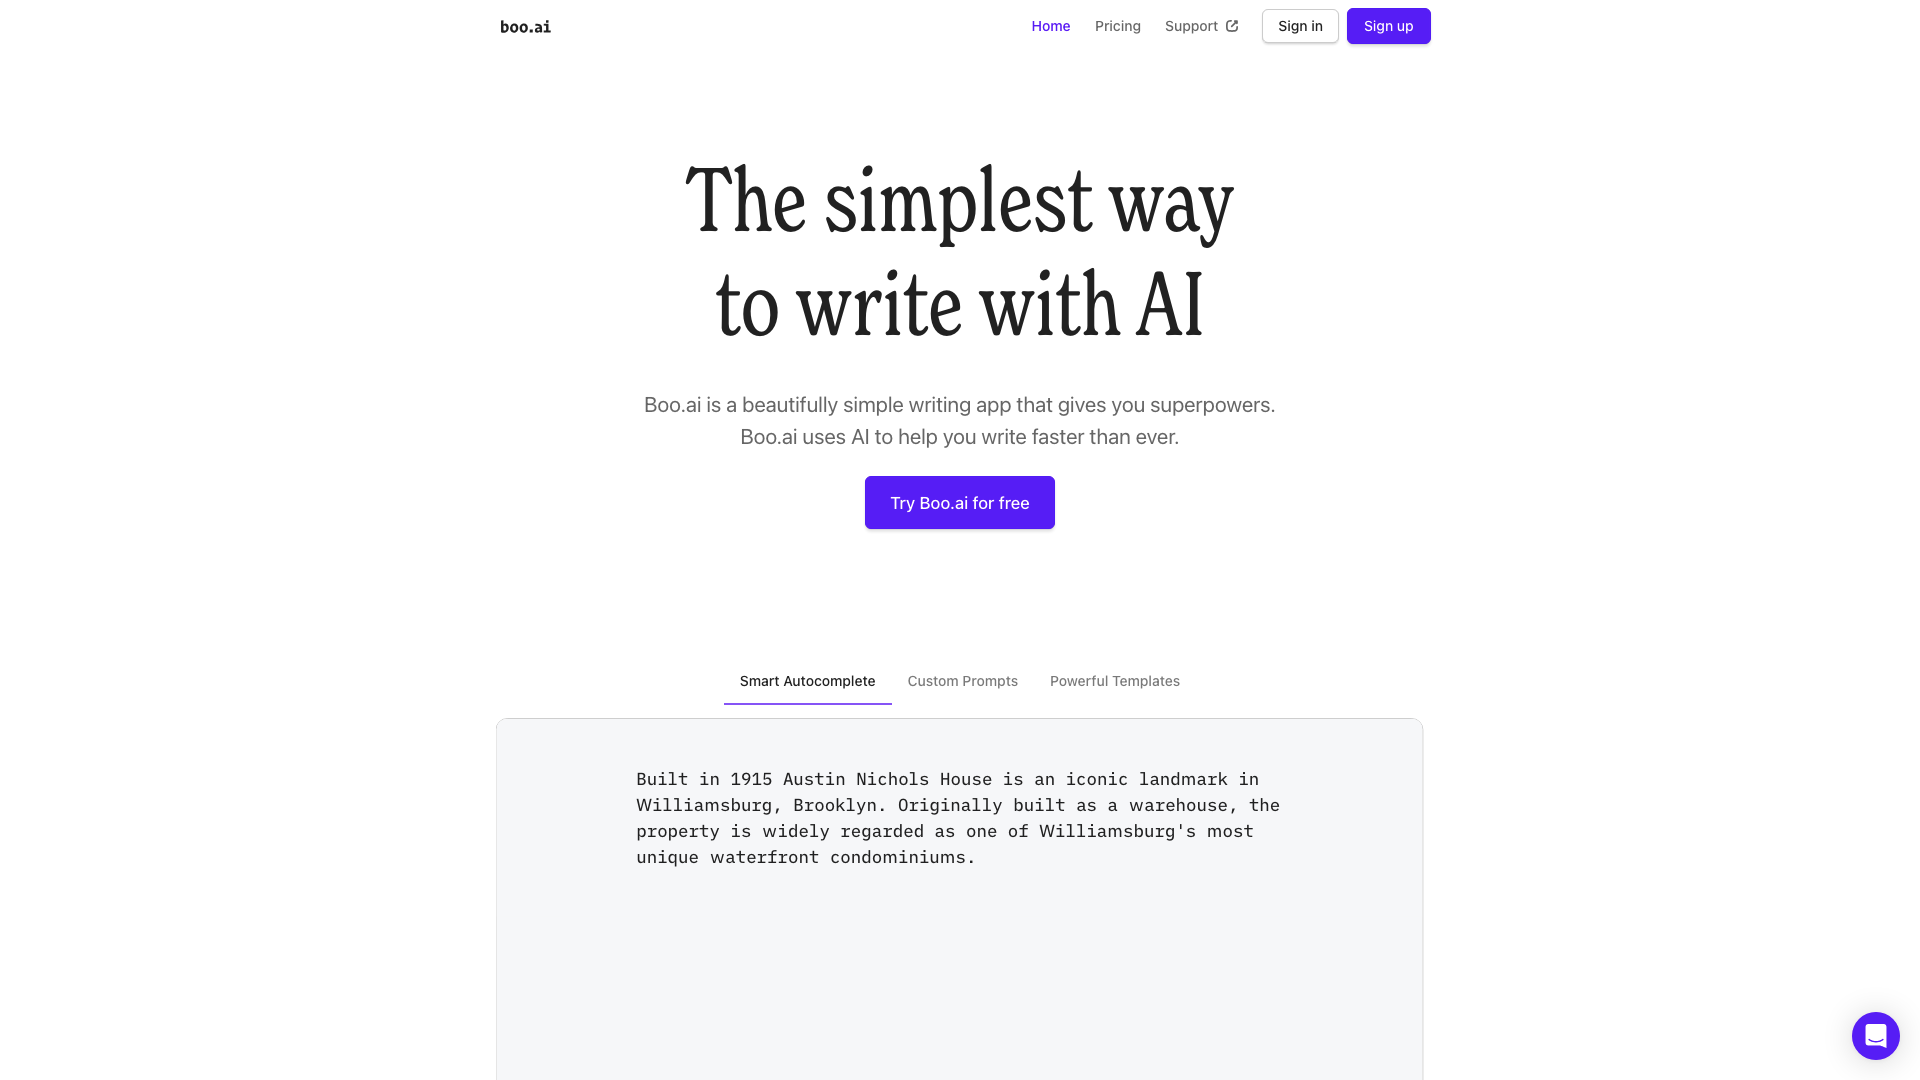 boo.ai
Home
Pricing
Support
Sign in
Sign up
The simplest way
to write with AI
Boo.ai is a beautifully simple writing app that gives you superpowers.
Boo.ai uses AI to help you write faster than ever.
Try Boo.ai for free
Smart Autocomplete
Custom Prompts
Powerful Templates
Built in 1915 Austin Nichols House is an iconic landmark in
Williamsburg, Brooklyn. Originally built as a warehouse, the
property is widely regarded as one of Williamsburg's most
unique waterfront condominiums.